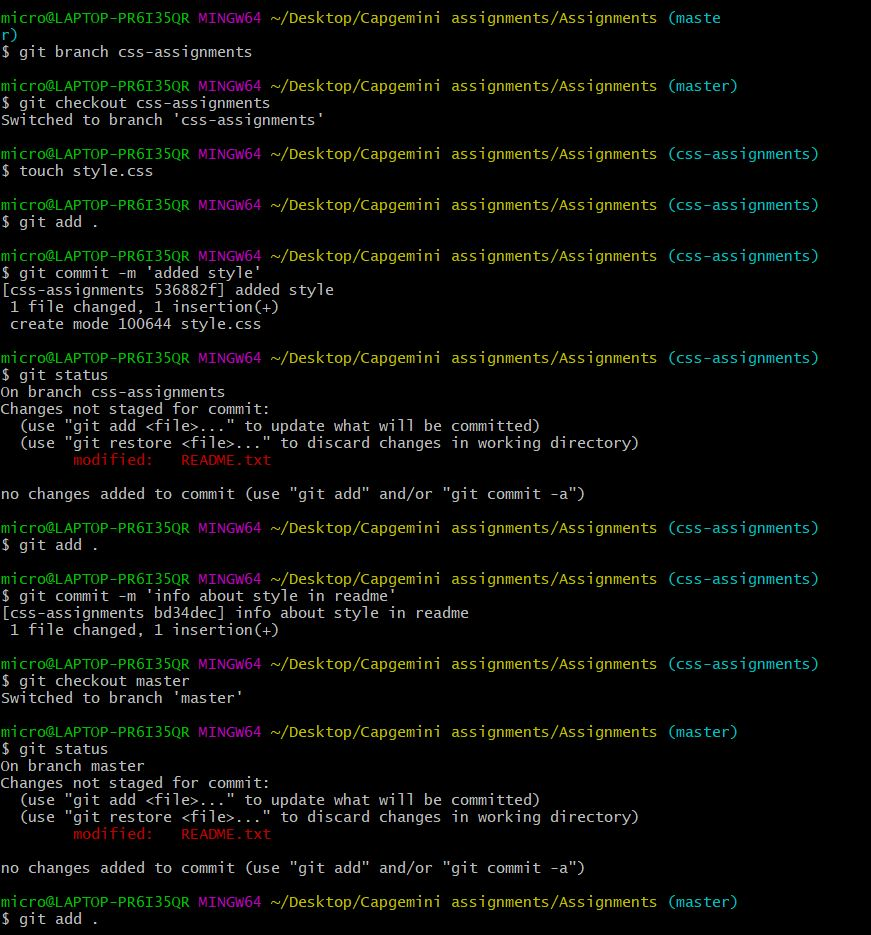 micro@LAPTOP-PR6I35QR MINGW64 ~/Desktop/Capgemini assignments/Assignments (maste
r)
$ git branch css-assignments
micro@LAPTOP-PR6I35QR MINGW64 ~/Desktop/Capgemini assignments/Assignments (master)
$ git checkout css-assignments
Switched to branch 'css-assignments'
micro@LAPTOP-PR6I35QR MINGW64 ~/Desktop/Capgemini assignments/Assignments (css-assignments)
$ touch style.css
micro@LAPTOP-PR6I35QR MINGW64 ~/Desktop/Capgemini assignments/Assignments (css-assignments)
$ git add .
micro@LAPTOP-PR6I35QR MINGW64 ~/Desktop/Capgemini assignments/Assignments (css-assignments)
$ git commit -m 'added style'
[css-assignments 536882f] added style
 1 file changed, 1 insertion(+)
 create mode 100644 style.css
micro@LAPTOP-PR6I35QR MINGW64 ~/Desktop/Capgemini assignments/Assignments (css-assignments)
$ git status
On branch css-assignments
Changes not staged for commit:
  (use "git add <file>..." to update what will be committed)
  (use "git restore <file>..." to discard changes in working directory)
        modified:   README.txt
no changes added to commit (use "git add" and/or "git commit -a")
micro@LAPTOP-PR6I35QR MINGW64 ~/Desktop/Capgemini assignments/Assignments (css-assignments)
$ git add .
micro@LAPTOP-PR6I35QR MINGW64 ~/Desktop/Capgemini assignments/Assignments (css-assignments)
$ git commit -m 'info about style in readme'
[css-assignments bd34dec] info about style in readme
 1 file changed, 1 insertion(+)
micro@LAPTOP-PR6I35QR MINGW64 ~/Desktop/Capgemini assignments/Assignments (css-assignments)
$ git checkout master
Switched to branch 'master'
micro@LAPTOP-PR6I35QR MINGW64 ~/Desktop/Capgemini assignments/Assignments (master)
$ git status
On branch master
Changes not staged for commit:
  (use "git add <file>..." to update what will be committed)
  (use "git restore <file>..." to discard changes in working directory)
        modified:   README.txt
no changes added to commit (use "git add" and/or "git commit -a")
micro@LAPTOP-PR6I35QR MINGW64 ~/Desktop/Capgemini assignments/Assignments (master)
$ git add .